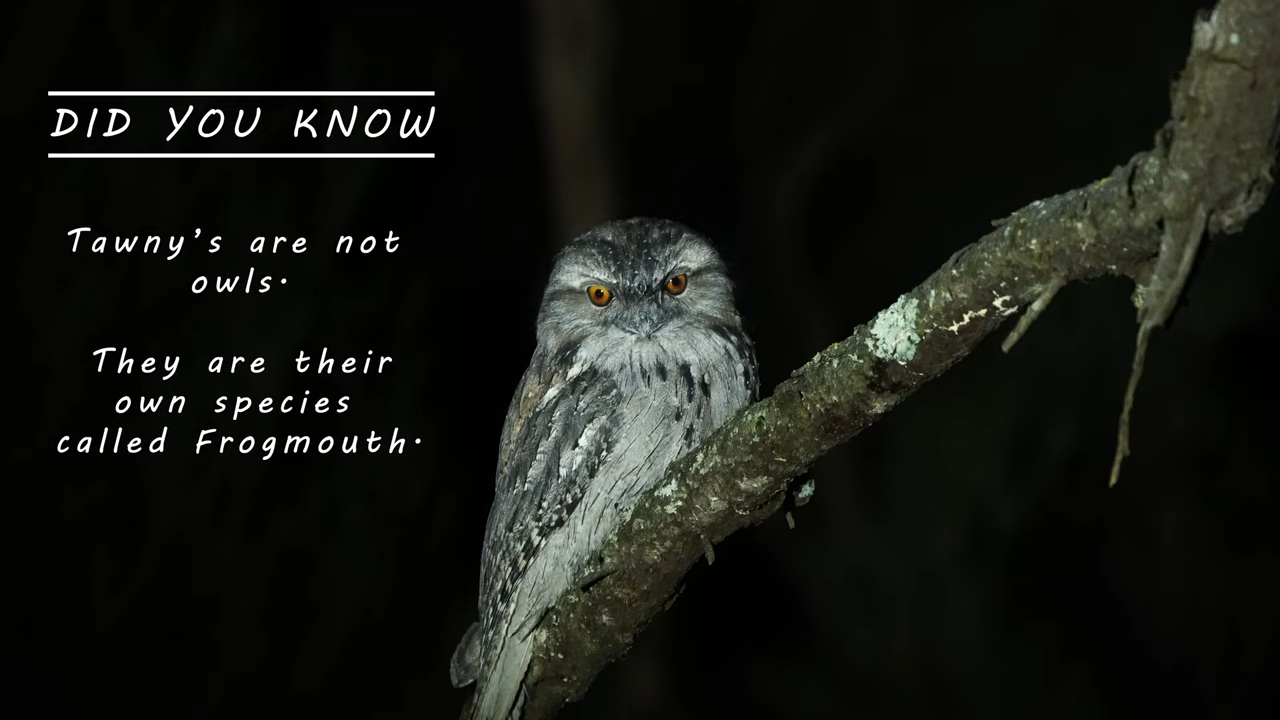 DID YOU KNOW
Tawny's are not
owls.
They are their
own species
called Frogmouth.